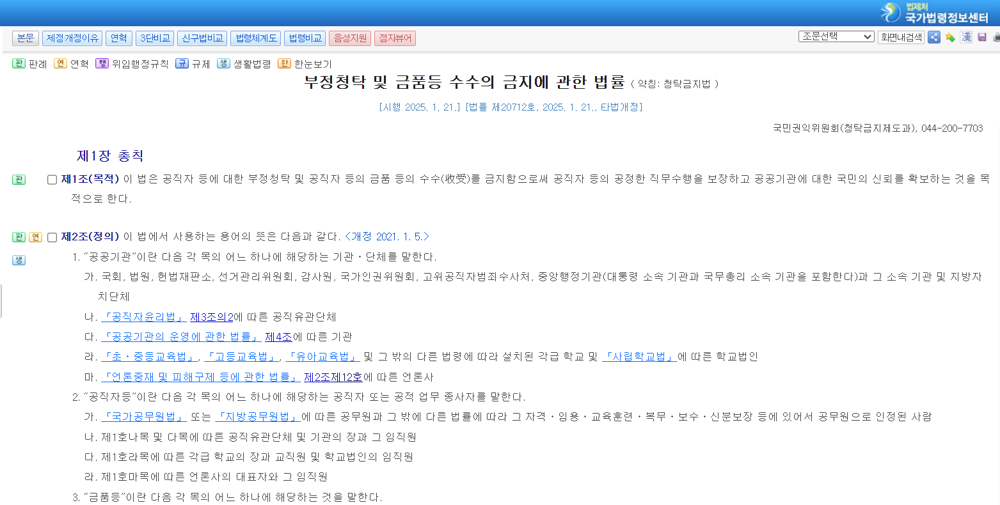 법제처
국가법령정보센터
본문 제정·개정이유 연혁 3단비교 신구법비교 법령체계도 법령비교 음성지원 점자뷰어 조문선택 화면내검색 漢
판 판례 연 연혁 행 위임행정규칙 규 규제 생 생활법령 한 한눈보기
부정청탁 및 금품등 수수의 금지에 관한 법률 ( 약칭: 청탁금지법 )
[시행 2025. 1. 21.] [법률 제20712호, 2025. 1. 21., 타법개정]
국민권익위원회(청탁금지제도과), 044-200-7703
제1장 총칙
판 제1조(목적) 이 법은 공직자 등에 대한 부정청탁 및 공직자 등의 금품 등의 수수(收受)를 금지함으로써 공직자 등의 공정한 직무수행을 보장하고 공공기관에 대한 국민의 신뢰를 확보하는 것을 목
적으로 한다.
판 연 제2조(정의) 이 법에서 사용하는 용어의 뜻은 다음과 같다. <개정 2021. 1. 5.>
생 1. “공공기관”이란 다음 각 목의 어느 하나에 해당하는 기관ㆍ단체를 말한다.
가. 국회, 법원, 헌법재판소, 선거관리위원회, 감사원, 국가인권위원회, 고위공직자범죄수사처, 중앙행정기관(대통령 소속 기관과 국무총리 소속 기관을 포함한다)과 그 소속 기관 및 지방자
치단체
나. 「공직자윤리법」 제3조의2에 따른 공직유관단체
다. 「공공기관의 운영에 관한 법률」 제4조에 따른 기관
라. 「초ㆍ중등교육법」, 「고등교육법」, 「유아교육법」 및 그 밖의 다른 법령에 따라 설치된 각급 학교 및 「사립학교법」에 따른 학교법인
마. 「언론중재 및 피해구제 등에 관한 법률」 제2조제12호에 따른 언론사
2. “공직자등”이란 다음 각 목의 어느 하나에 해당하는 공직자 또는 공적 업무 종사자를 말한다.
가. 「국가공무원법」 또는 「지방공무원법」에 따른 공무원과 그 밖에 다른 법률에 따라 그 자격ㆍ임용ㆍ교육훈련ㆍ복무ㆍ보수ㆍ신분보장 등에 있어서 공무원으로 인정된 사람
나. 제1호나목 및 다목에 따른 공직유관단체 및 기관의 장과 그 임직원
다. 제1호라목에 따른 각급 학교의 장과 교직원 및 학교법인의 임직원
라. 제1호마목에 따른 언론사의 대표자와 그 임직원
3. “금품등”이란 다음 각 목의 어느 하나에 해당하는 것을 말한다.